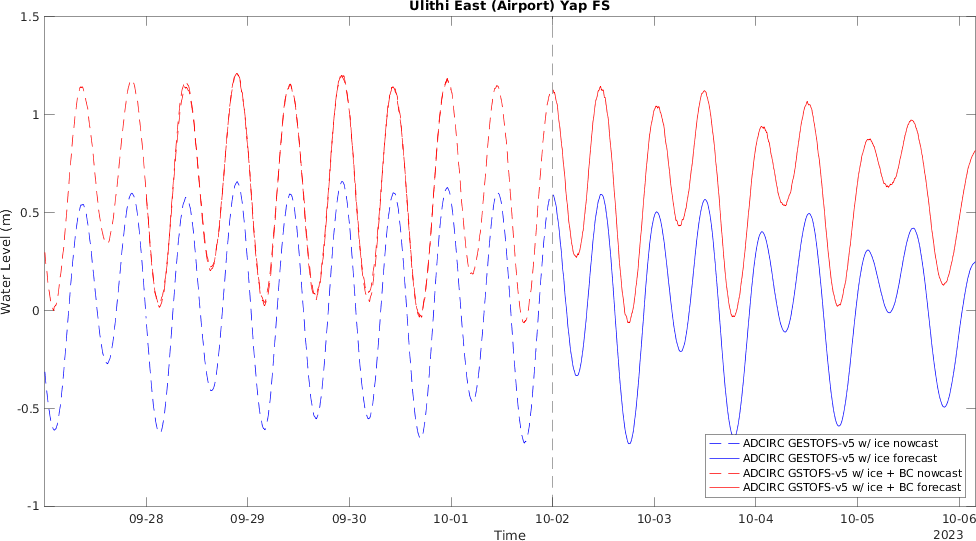 Ulithi East (Airport) Yap FS
1.5
1
0.5
0
-0.5
-1
Water Level (m)
09-28
09-29
09-30
10-01
10-02
10-03
10-04
10-05
10-06
Time
2023
ADCIRC GESTOFS-v5 w/ ice nowcast
ADCIRC GESTOFS-v5 w/ ice forecast
ADCIRC GSTOFS-v5 w/ ice + BC nowcast
ADCIRC GSTOFS-v5 w/ ice + BC forecast